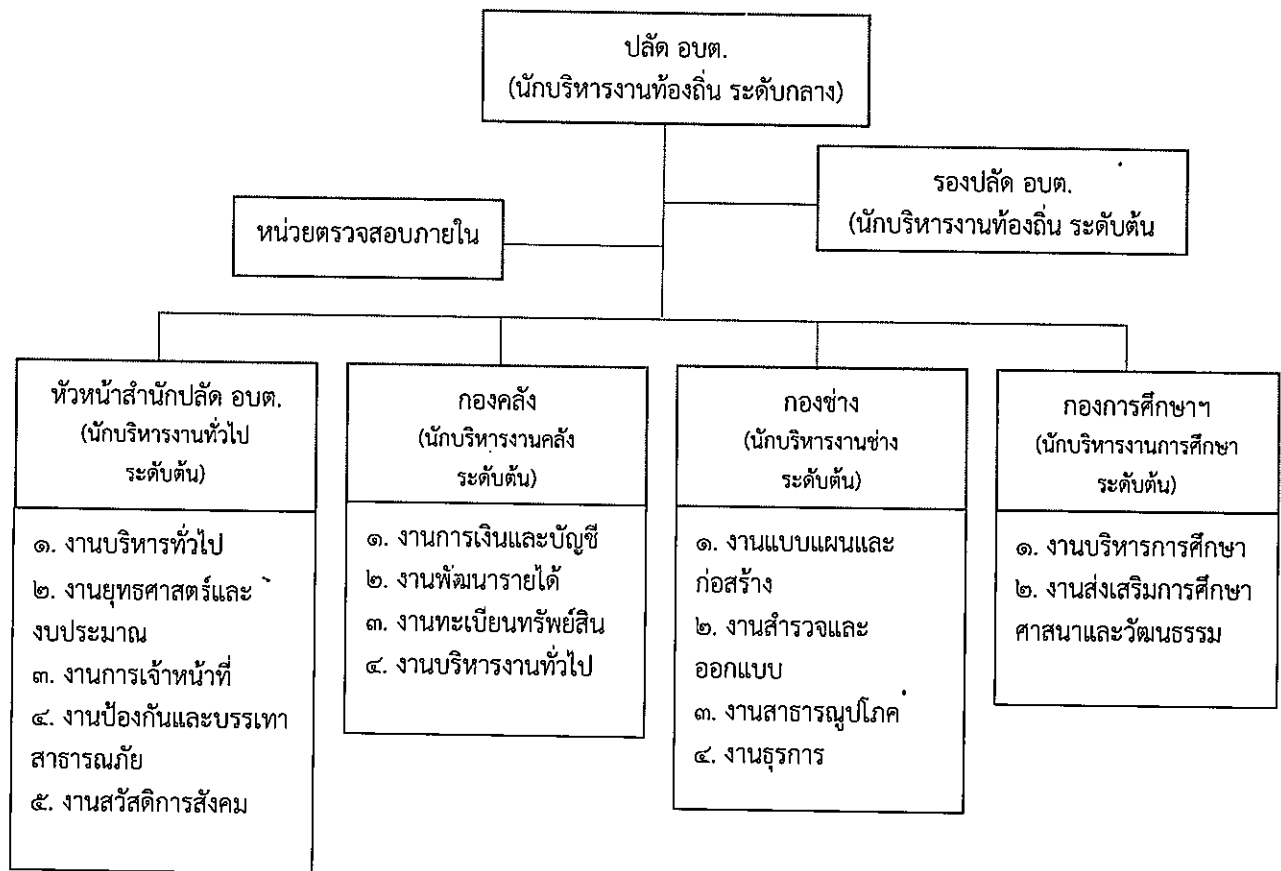 ปลัด อบต.
(นักบริหารงานท้องถิ่น ระดับกลาง)
รองปลัด อบต.
(นักบริหารงานท้องถิ่น ระดับต้น
หน่วยตรวจสอบภายใน
หัวหน้าสำนักปลัด อบต.
(นักบริหารงานทั่วไป
ระดับต้น)
๑. งานบริหารทั่วไป
๒. งานยุทธศาสตร์และ
งบประมาณ
๓. งานการเจ้าหน้าที่
๔. งานป้องกันและบรรเทา
สาธารณภัย
๕. งานสวัสดิการสังคม
กองคลัง
(นักบริหารงานคลัง
ระดับต้น)
๑. งานการเงินและบัญชี
๒. งานพัฒนารายได้
๓. งานทะเบียนทรัพย์สิน
๔. งานบริหารงานทั่วไป
กองช่าง
(นักบริหารงานช่าง
ระดับต้น)
๑. งานแบบแผนและ
ก่อสร้าง
๒. งานสำรวจและ
ออกแบบ
๓. งานสาธารณูปโภค
๔. งานธุรการ
กองการศึกษาฯ
(นักบริหารงานการศึกษา
ระดับต้น)
๑. งานบริหารการศึกษา
๒. งานส่งเสริมการศึกษา
ศาสนาและวัฒนธรรม